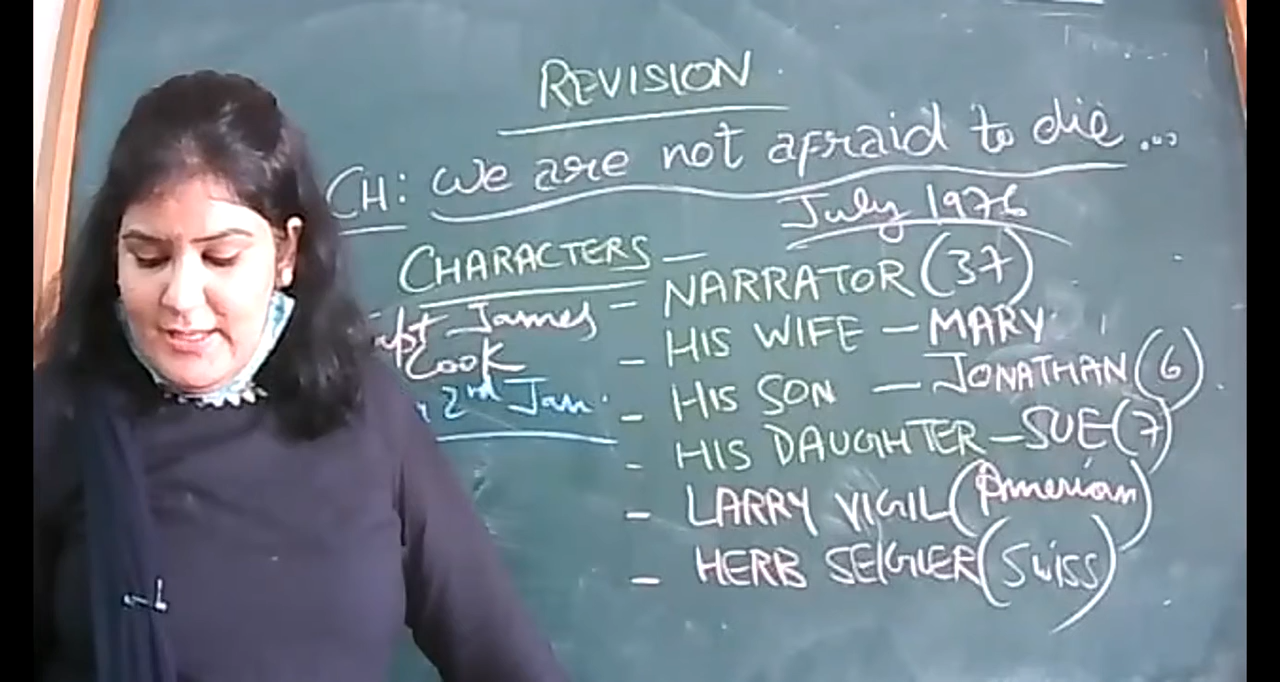 REVISION
CH: We are not afraid to die...
July 1976
CHARACTERS –
– NARRATOR (37)
James
Cook
– HIS WIFE – MARY
2nd Jan.
– HIS SON – JONATHAN (6)
– HIS DAUGHTER – SUE (7)
– LARRY VIGIL (American)
– HERB SEIGLER (Swiss)